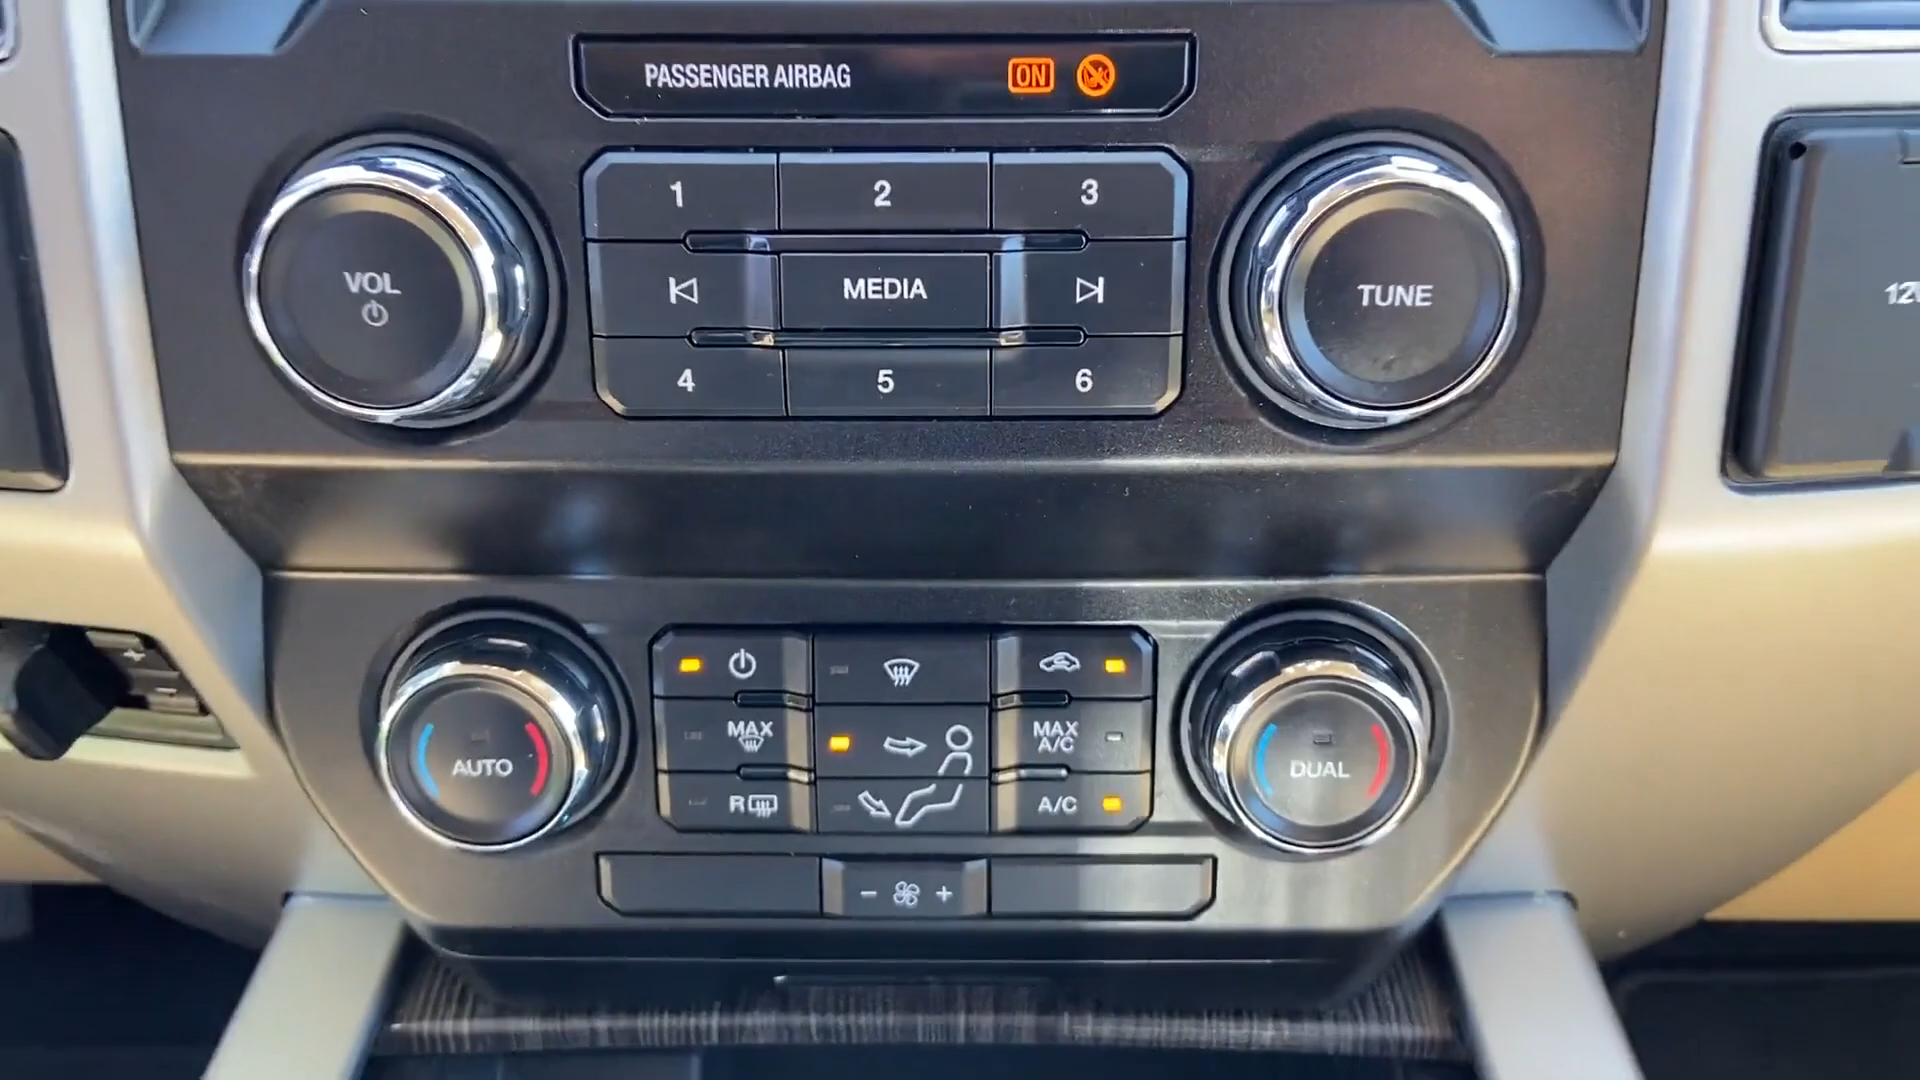 PASSENGER AIRBAG ON
1 2 3
VOL
MEDIA
TUNE
4 5 6
AUTO
MAX
R
MAX
A/C
A/C
DUAL
- +